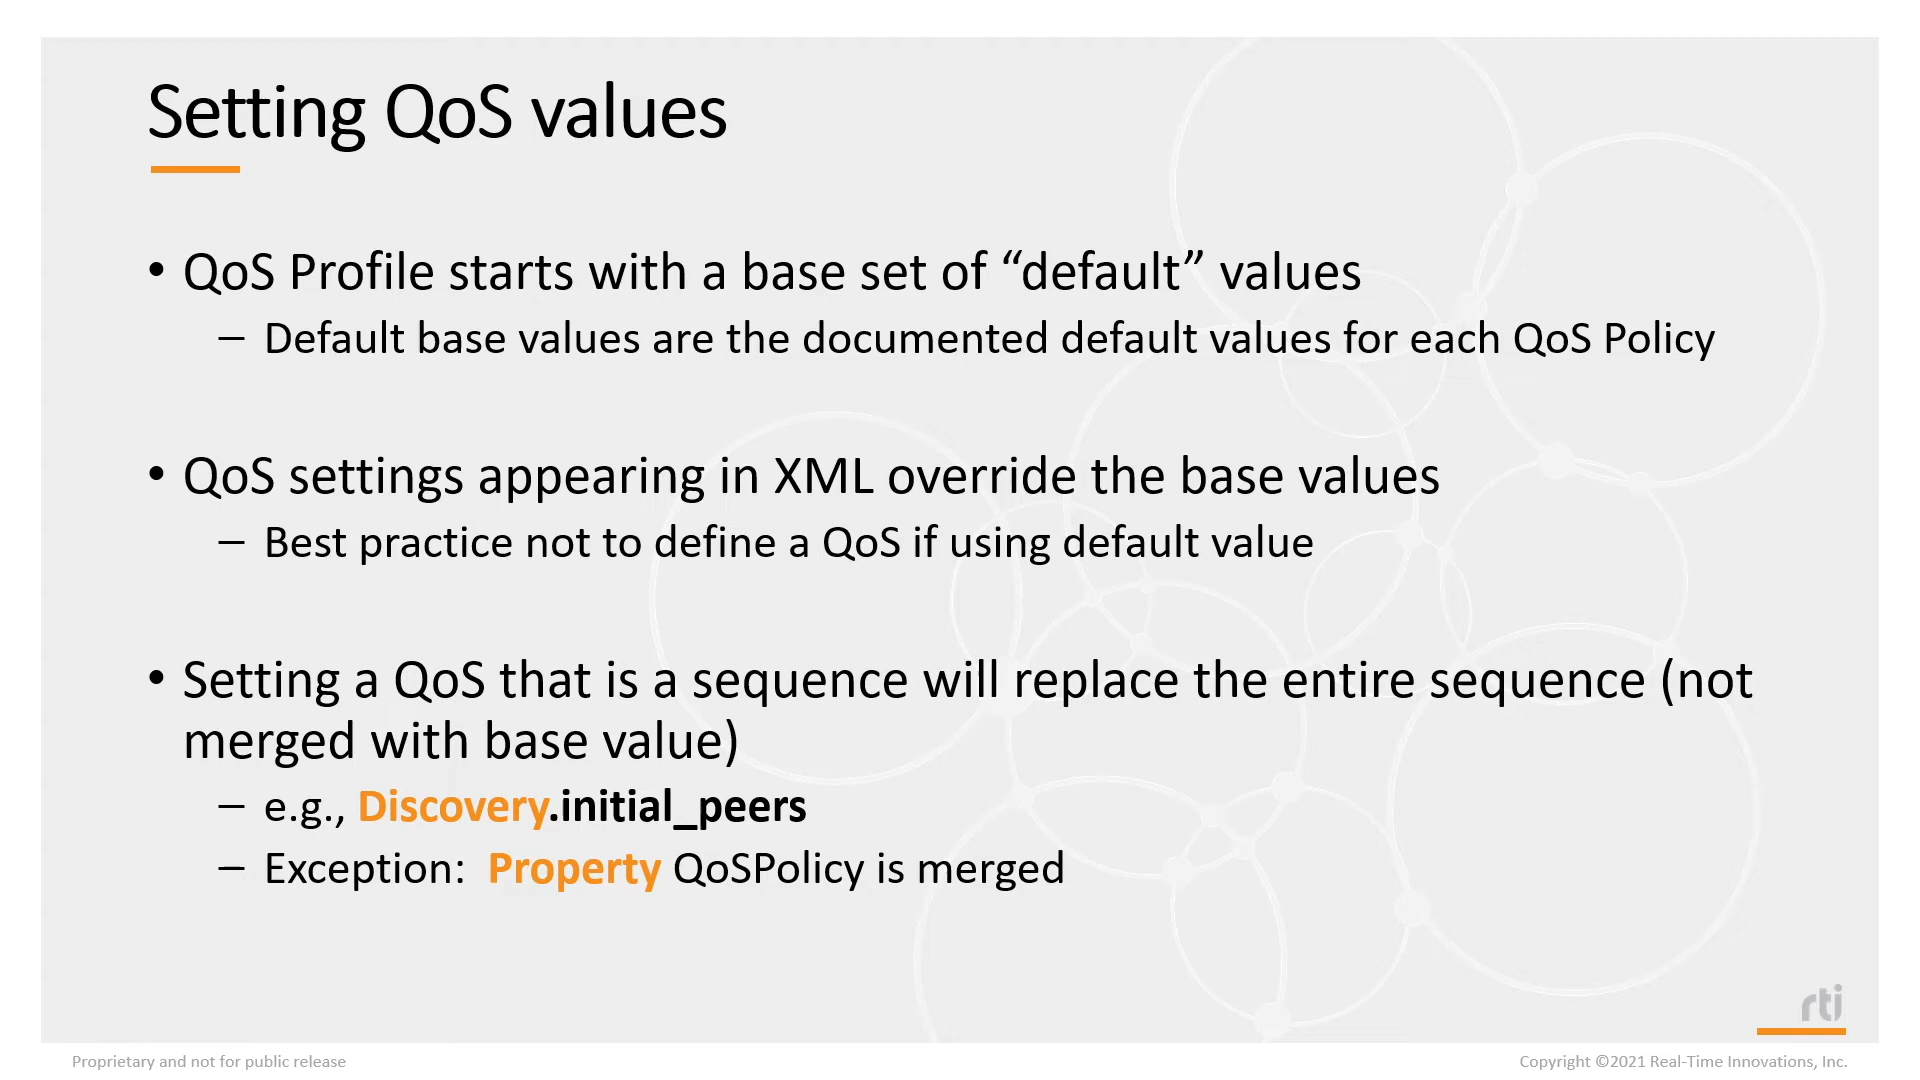 Setting QoS values
• QoS Profile starts with a base set of “default” values
– Default base values are the documented default values for each QoS Policy
• QoS settings appearing in XML override the base values
– Best practice not to define a QoS if using default value
• Setting a QoS that is a sequence will replace the entire sequence (not
merged with base value)
– e.g., Discovery.initial_peers
– Exception: Property QoSPolicy is merged
rti
Proprietary and not for public release
Copyright ©2021 Real-Time Innovations, Inc.